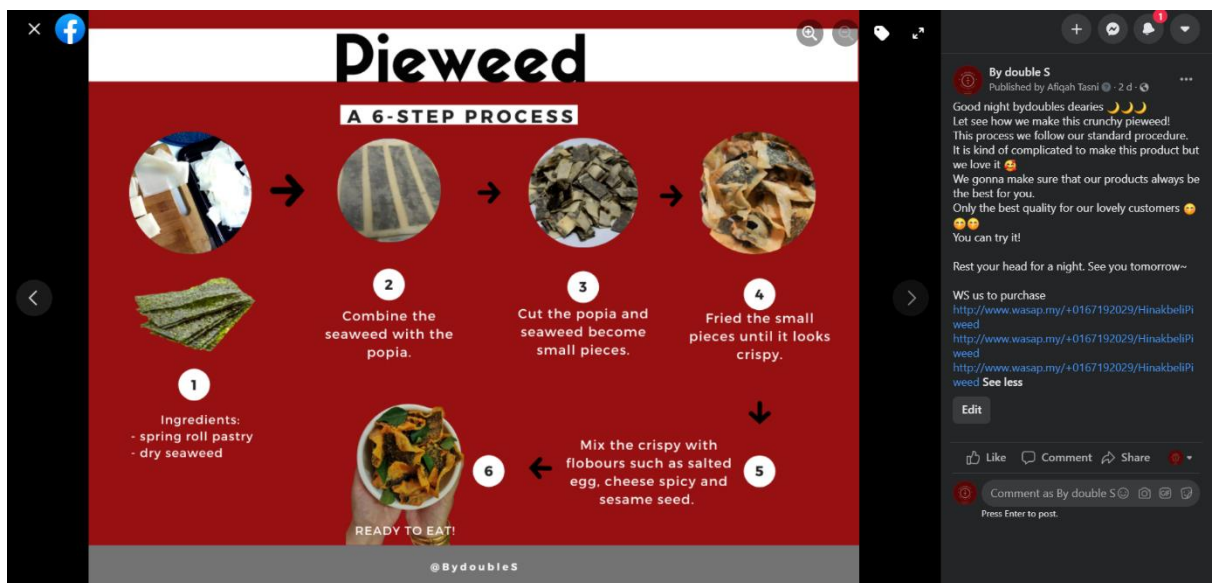 Pieweed
A 6-STEP PROCESS
1
Ingredients:
- spring roll pastry
- dry seaweed
2
Combine the
seaweed with the
popia.
3
Cut the popia and
seaweed become
small pieces.
4
Fried the small
pieces until it looks
crispy.
5
Mix the crispy with
flobours such as salted
egg, cheese spicy and
sesame seed.
6
READY TO EAT!
@BydoubleS
1
By double S
Published by Afiqah Tasni · 2 d ·
Good night bydoubles dearies 🌙🌙🌙
Let see how we make this crunchy pieweed!
This process we follow our standard procedure.
It is kind of complicated to make this product but
we love it 🥰
We gonna make sure that our products always be
the best for you.
Only the best quality for our lovely customers 😋
😋😋
You can try it!
Rest your head for a night. See you tomorrow~
WS us to purchase
http://www.wasap.my/+0167192029/HinakbeliPi
weed
http://www.wasap.my/+0167192029/HinakbeliPi
weed
http://www.wasap.my/+0167192029/HinakbeliPi
weed See less
Edit
Like Comment Share
Comment as By double S
Press Enter to post.